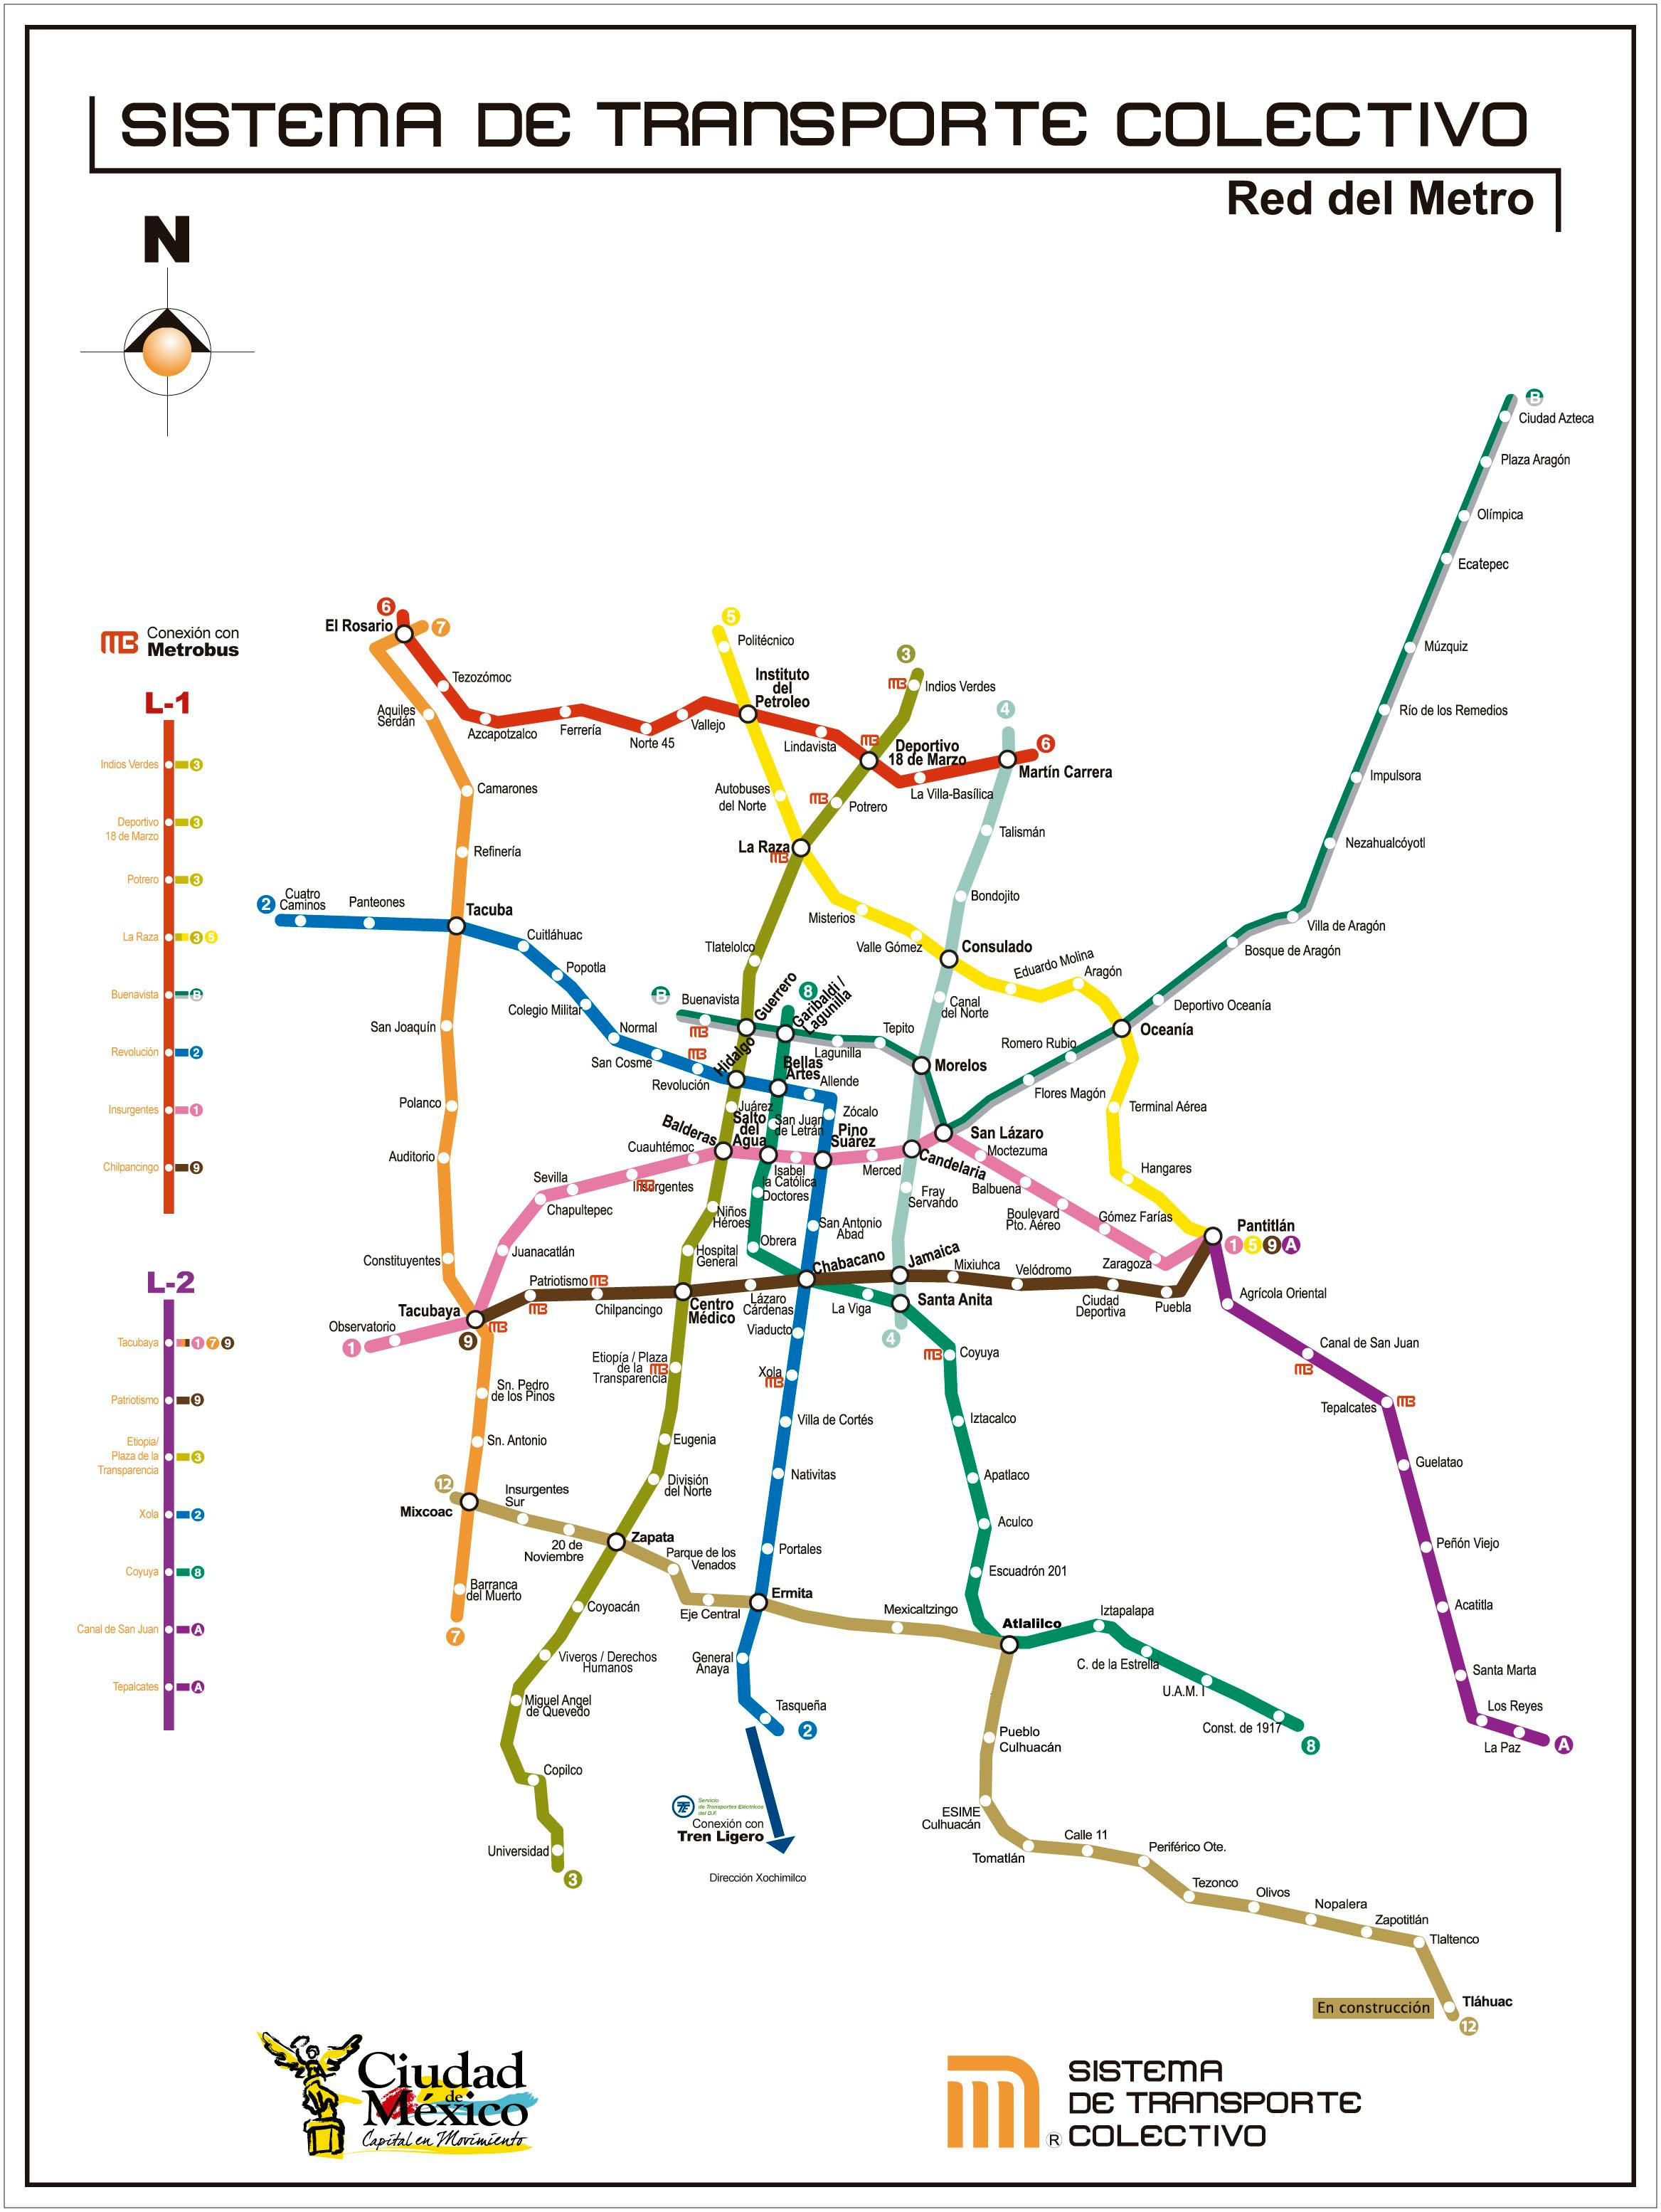 SISTEMA DE TRANSPORTE COLECTIVO
Red del Metro
N
B
Ciudad Azteca
Plaza Aragón
Olímpica
Ecatepec
Múzquiz
Río de los Remedios
Impulsora
Nezahualcóyotl
Villa de Aragón
Bosque de Aragón
Deportivo Oceanía
Oceanía
Romero Rubio
Flores Magón
San Lázaro
Morelos
Tepito
Lagunilla
Garibaldi /
Lagunilla
Guerrero
Buenavista
B
MB
Conexión con
Metrobus
MB
L-1
Indios Verdes
3
Deportivo
18 de Marzo
3
Potrero
3
La Raza
3
5
Buenavista
B
Revolución
2
Insurgentes
1
Chilpancingo
9
L-2
Tacubaya
1
7
9
Patriotismo
9
Etiopia/
Plaza de la
Transparencia
3
Xola
2
Coyuya
8
Canal de San Juan
A
Tepalcates
A
6
El Rosario
7
Tezozómoc
Azcapotzalco
Ferrería
Norte 45
Vallejo
Instituto
del
Petroleo
Lindavista
MB
Deportivo
18 de Marzo
La Villa-Basílica
6
Martín Carrera
Aquiles
Serdán
Camarones
Refinería
Tacuba
San Joaquín
Polanco
Auditorio
Constituyentes
Tacubaya
MB
9
Sn. Pedro
de los Pinos
Sn. Antonio
Mixcoac
Barranca
del Muerto
7
5
Politécnico
Autobuses
del Norte
La Raza
MB
Misterios
Valle Gómez
Consulado
Eduardo Molina
Aragón
Terminal Aérea
Hangares
Pantitlán
1
5
9
A
3
MB
Indios Verdes
MB
Potrero
Tlatelolco
Hidalgo
Juárez
Balderas
Niños
Héroes
Hospital
General
Centro
Médico
Etiopía / Plaza
de la
Transparencia
MB
Eugenia
División
del Norte
Zapata
Coyoacán
Viveros / Derechos
Humanos
Miguel Angel
de Quevedo
Copilco
Universidad
3
4
Talismán
Bondojito
Canal
del Norte
Candelaria
Fray
Servando
Jamaica
Santa Anita
4
2
Cuatro
Caminos
Panteones
Cuitláhuac
Popotla
Colegio Militar
Normal
San Cosme
MB
Revolución
Bellas
Artes
Allende
Zócalo
Pino
Suárez
San Antonio
Abad
Chabacano
Viaducto
Xola
MB
Villa de Cortés
Nativitas
Portales
Ermita
General
Anaya
Tasqueña
2
8
San Juan
de Letrán
Salto
del
Agua
Doctores
Obrera
La Viga
MB
Coyuya
Iztacalco
Apatlaco
Aculco
Escuadrón 201
Atlalilco
Iztapalapa
C. de la Estrella
U.A.M. I
Const. de 1917
8
1
Observatorio
Juanacatlán
Chapultepec
Sevilla
Insurgentes
MB
Cuauhtémoc
Isabel
la Católica
Merced
Moctezuma
Balbuena
Boulevard
Pto. Aéreo
Gómez Farías
Zaragoza
Patriotismo
MB
MB
Chilpancingo
Lázaro
Cárdenas
Mixiuhca
Velódromo
Ciudad
Deportiva
Puebla
Agrícola Oriental
Canal de San Juan
MB
Tepalcates
MB
Guelatao
Peñón Viejo
Acatitla
Santa Marta
Los Reyes
La Paz
A
12
Insurgentes
Sur
20 de
Noviembre
Parque de los
Venados
Eje Central
Mexicaltzingo
Pueblo
Culhuacán
ESIME
Culhuacán
Tomatlán
Calle 11
Periférico Ote.
Tezonco
Olivos
Nopalera
Zapotitlán
Tlaltenco
En construcción
Tláhuac
12
Servicio
de Transportes Eléctricos
del D.F.
Conexión con
Tren Ligero
Dirección Xochimilco
Ciudad
de
México
Capital en Movimiento
®
SISTEMA
DE TRANSPORTE
COLECTIVO